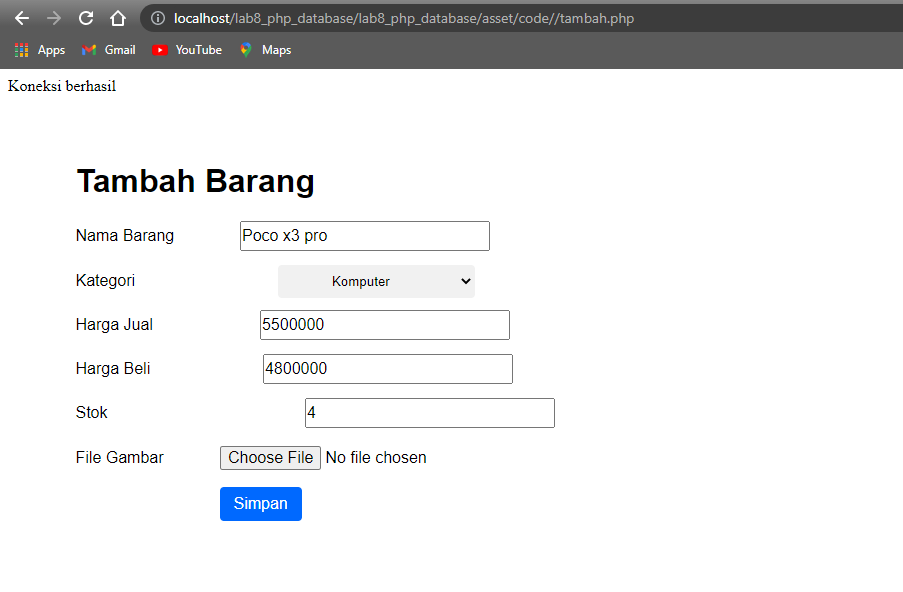 localhost/lab8_php_database/lab8_php_database/asset/code//tambah.php
Apps Gmail YouTube Maps
Koneksi berhasil
Tambah Barang
Nama Barang Poco x3 pro
Kategori Komputer
Harga Jual 5500000
Harga Beli 4800000
Stok 4
File Gambar Choose File No file chosen
Simpan